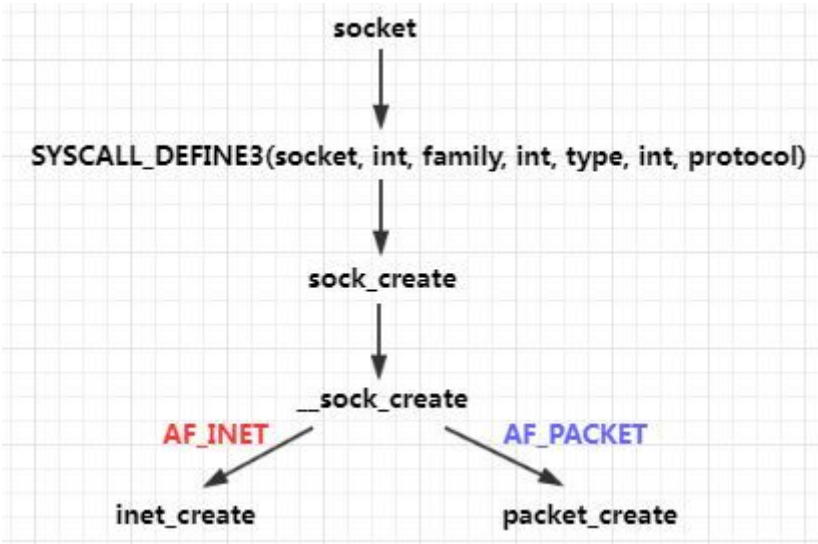 socket
SYSCALL_DEFINE3(socket, int, family, int, type, int, protocol)
sock_create
__sock_create
AF_INET AF_PACKET
inet_create packet_create